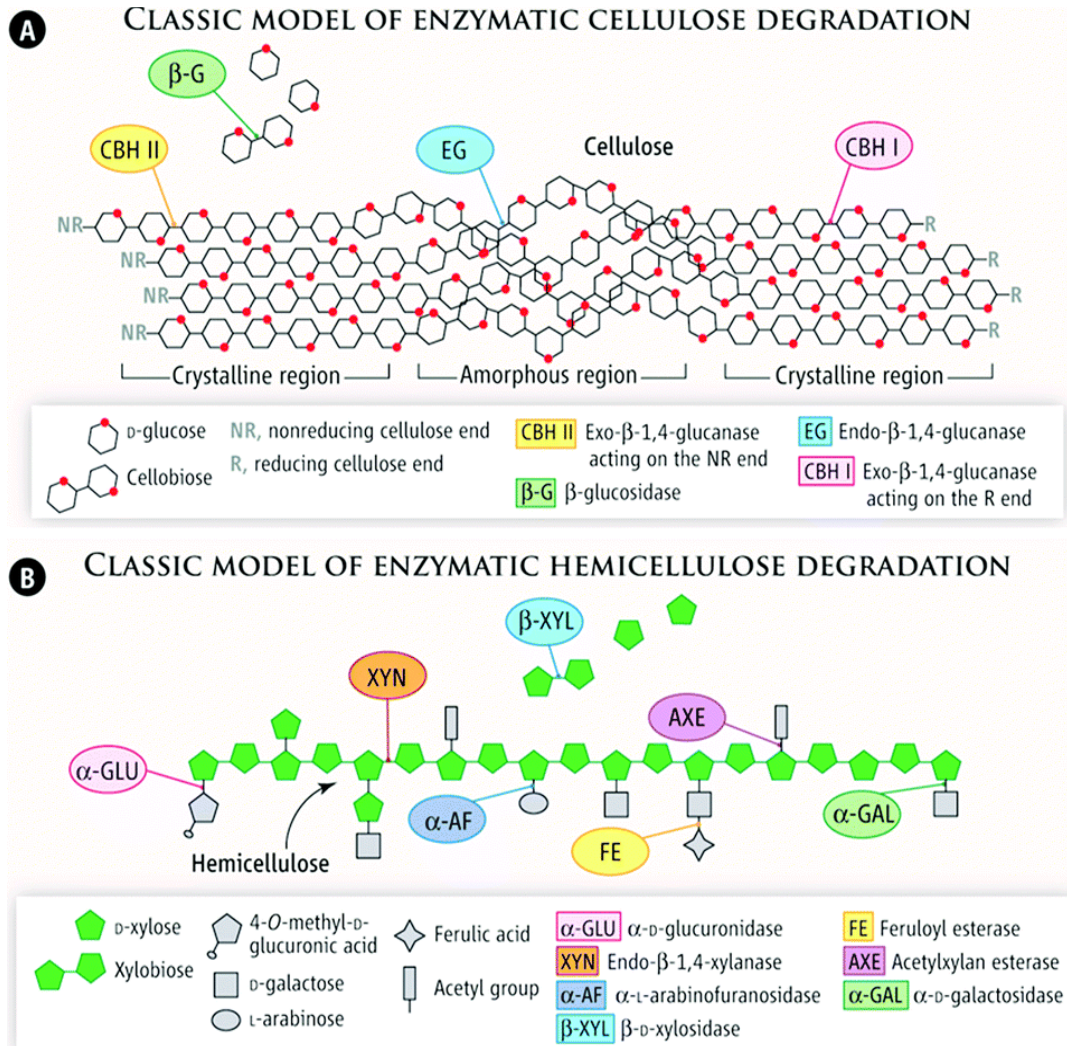 A CLASSIC MODEL OF ENZYMATIC CELLULOSE DEGRADATION
β-G
CBH II
EG
Cellulose
CBH I
NR
R
NR
R
NR
R
NR
R
Crystalline region
Amorphous region
Crystalline region
D-glucose
Cellobiose
NR, nonreducing cellulose end
R, reducing cellulose end
CBH II Exo-β-1,4-glucanase
acting on the NR end
β-G β-glucosidase
EG Endo-β-1,4-glucanase
CBH I Exo-β-1,4-glucanase
acting on the R end
B CLASSIC MODEL OF ENZYMATIC HEMICELLULOSE DEGRADATION
β-XYL
XYN
AXE
α-GLU
α-AF
α-GAL
FE
Hemicellulose
D-xylose
Xylobiose
4-O-methyl-D-
glucuronic acid
D-galactose
L-arabinose
Ferulic acid
Acetyl group
α-GLU α-D-glucuronidase
XYN Endo-β-1,4-xylanase
α-AF α-L-arabinofuranosidase
β-XYL β-D-xylosidase
FE Feruloyl esterase
AXE Acetylxylan esterase
α-GAL α-D-galactosidase